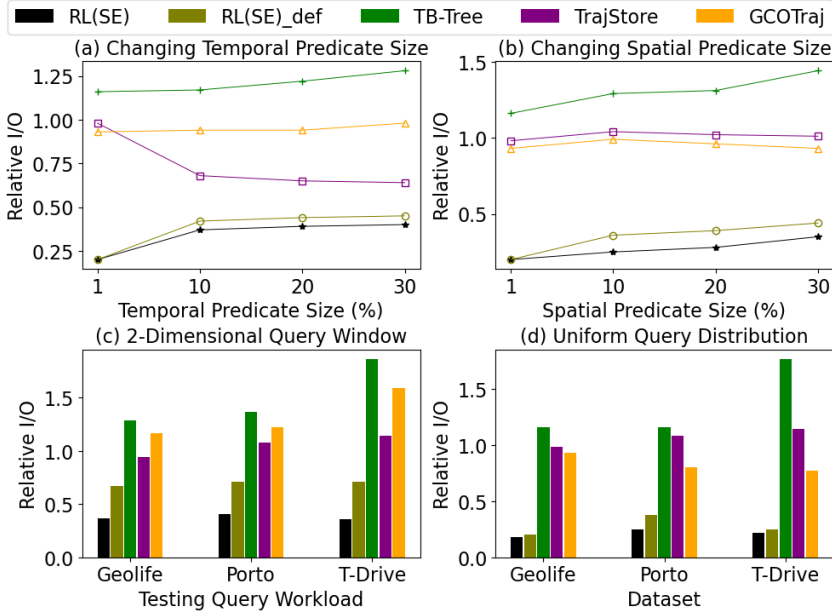 RL(SE) RL(SE)_def TB-Tree TrajStore GCOTraj
(a) Changing Temporal Predicate Size
Relative I/O
1.25
1.00
0.75
0.50
0.25
1 10 20 30
Temporal Predicate Size (%)
(b) Changing Spatial Predicate Size
Relative I/O
1.5
1.0
0.5
1 10 20 30
Spatial Predicate Size (%)
(c) 2-Dimensional Query Window
Relative I/O
1.5
1.0
0.5
0.0
Geolife Porto T-Drive
Testing Query Workload
(d) Uniform Query Distribution
Relative I/O
1.5
1.0
0.5
0.0
Geolife Porto T-Drive
Dataset